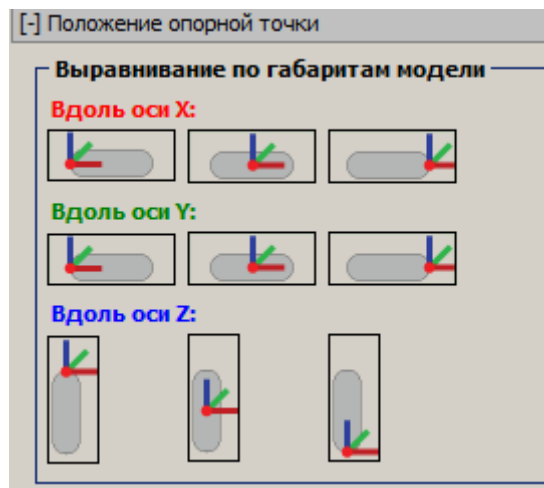 [-] Положение опорной точки
Выравнивание по габаритам модели
Вдоль оси X:
Вдоль оси Y:
Вдоль оси Z: